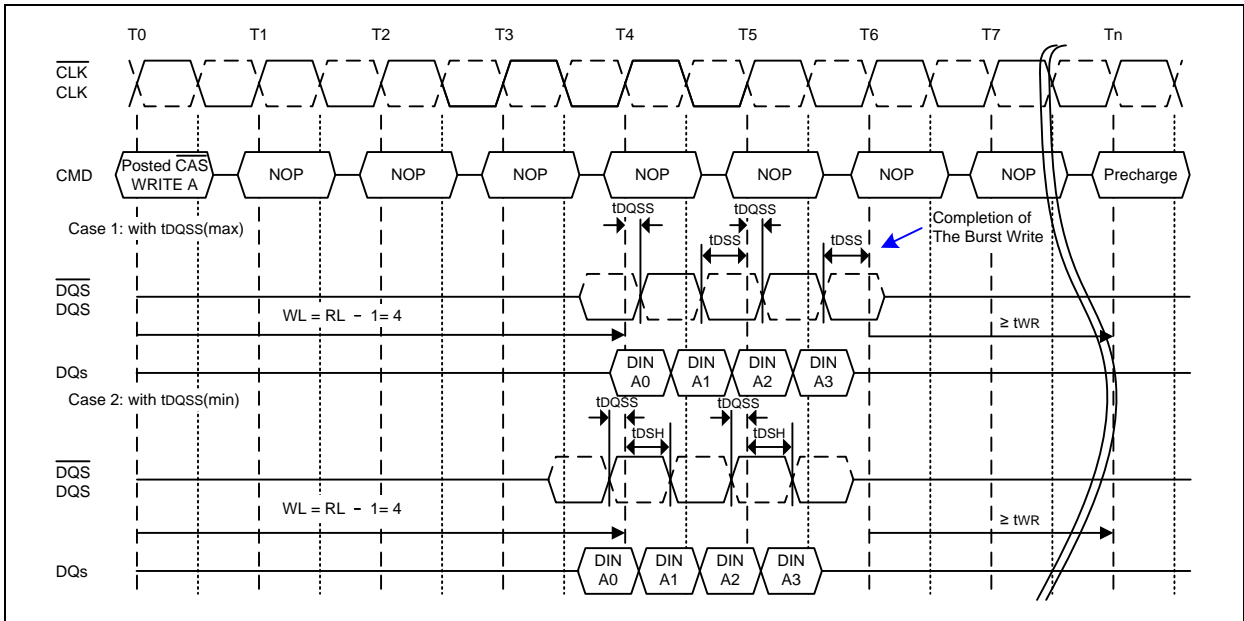 T0 T1 T2 T3 T4 T5 T6 T7 Tn
CLK
CLK
CMD
Posted CAS
WRITE A
NOP NOP NOP NOP NOP NOP NOP Precharge
Case 1: with tDQSS(max)
tDQSS tDQSS
tDSS tDSS
Completion of
The Burst Write
DQS
DQS
WL = RL - 1= 4
≥ tWR
DQs
DIN
A0
DIN
A1
DIN
A2
DIN
A3
Case 2: with tDQSS(min)
tDQSS tDQSS
tDSH tDSH
DQS
DQS
WL = RL - 1= 4
≥ tWR
DQs
DIN
A0
DIN
A1
DIN
A2
DIN
A3